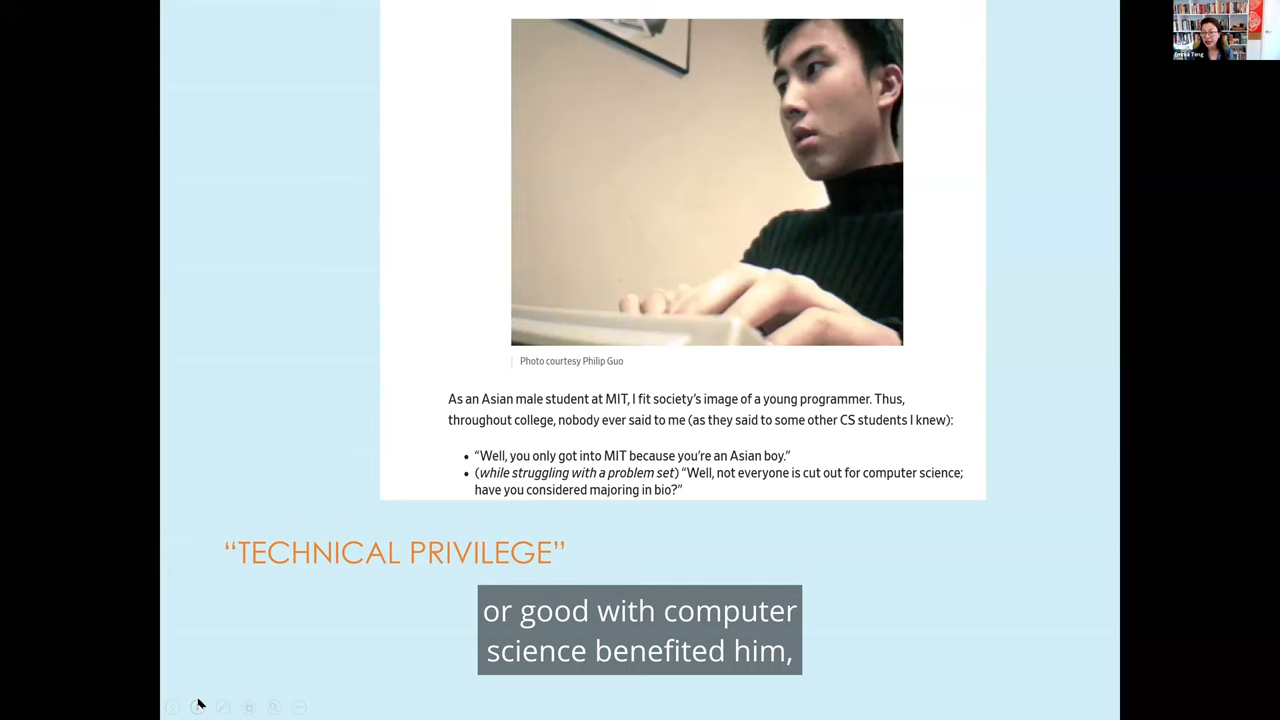 Emma Teng
Photo courtesy Philip Guo
As an Asian male student at MIT, I fit society's image of a young programmer. Thus,
throughout college, nobody ever said to me (as they said to some other CS students I knew):
• “Well, you only got into MIT because you're an Asian boy.”
• (while struggling with a problem set) “Well, not everyone is cut out for computer science;
have you considered majoring in bio?”
“TECHNICAL PRIVILEGE”
or good with computer
science benefited him,